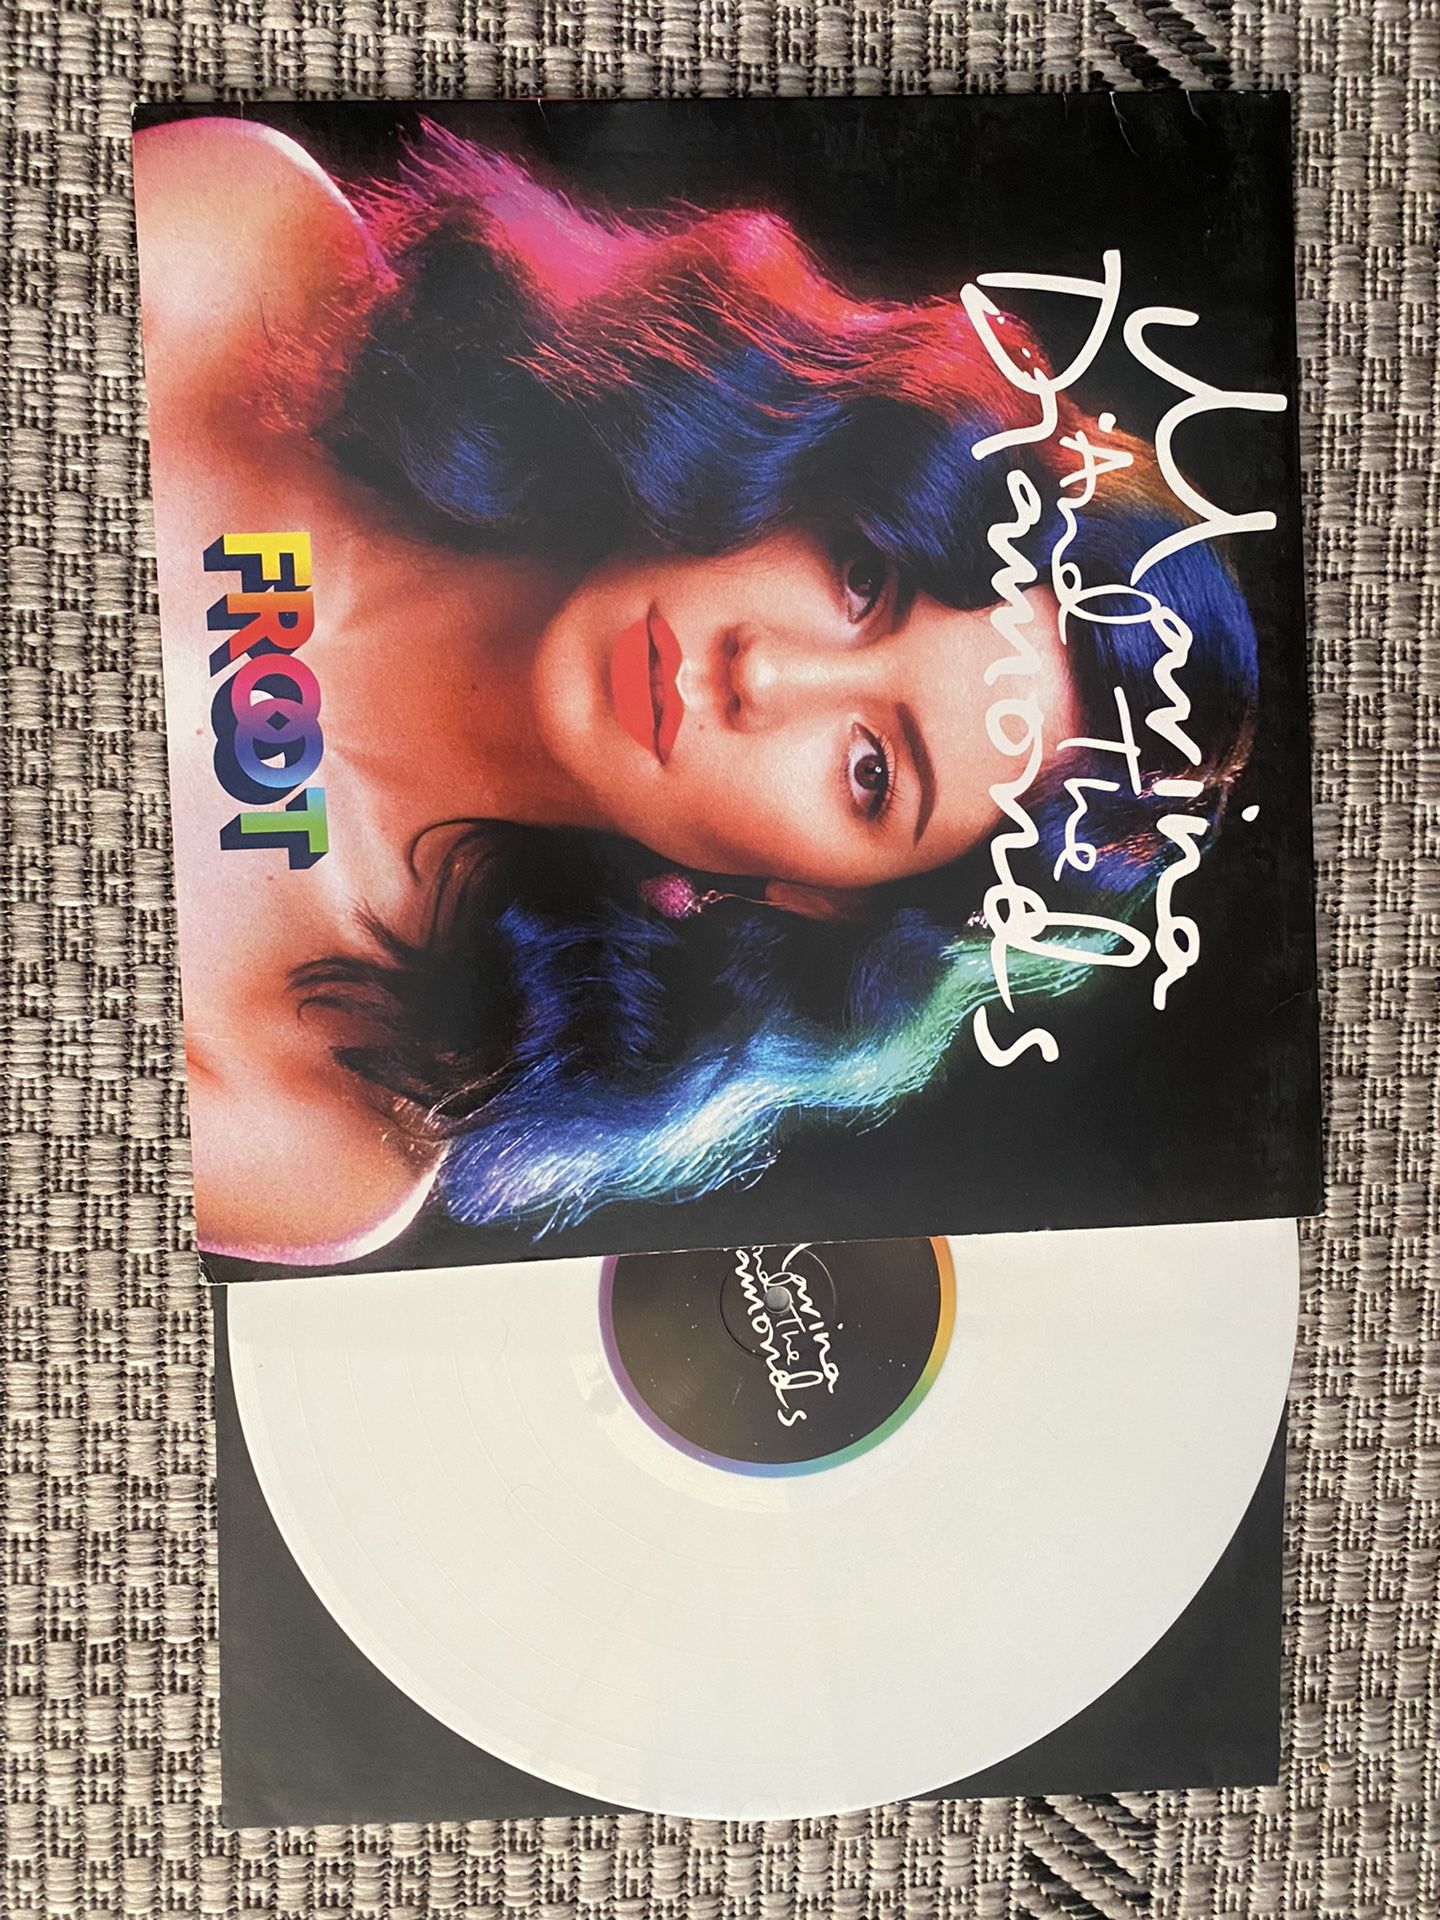 Marina
And The
Diamonds
FROOT
Marina
And The
Diamonds